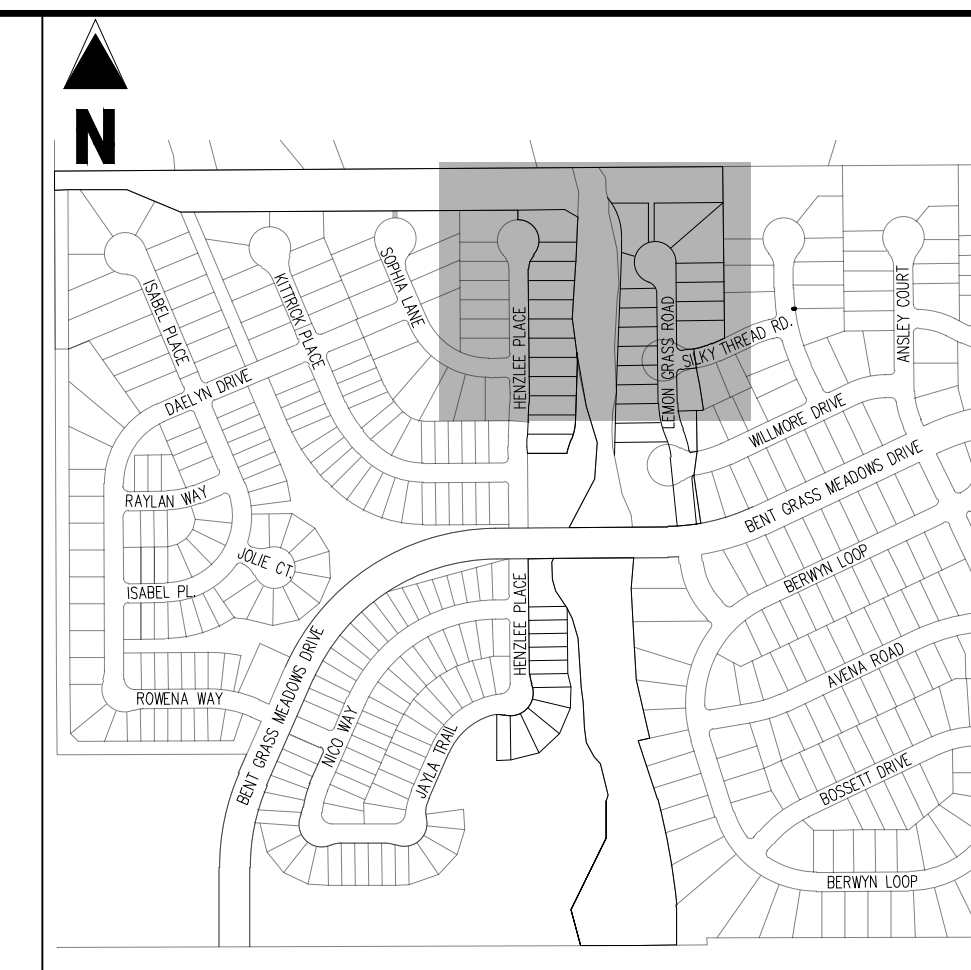 N
ISABEL PLACE
KITTRICK PLACE
SOPHIA LANE
HENZLEE PLACE
LEMON GRASS ROAD
SILKY THREAD RD.
ANSLEY COURT
DAELYN DRIVE
WILLMORE DRIVE
BENT GRASS MEADOWS DRIVE
RAYLAN WAY
JOLIE CT.
ISABEL PL.
BERWYN LOOP
HENZLEE PLACE
AVENA ROAD
ROWENA WAY
BENT GRASS MEADOWS DRIVE
NICO WAY
JAYLA TRAIL
BOSSETT DRIVE
BERWYN LOOP